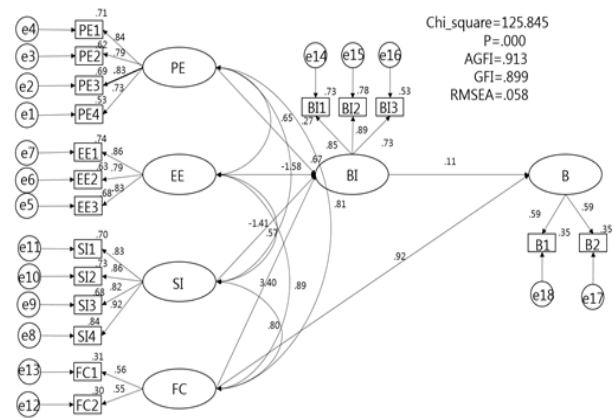 Chi_square=125.845
P=.000
AGFI=.913
GFI=.899
RMSEA=.058
e4 PE1 .71 .84
e3 PE2 .62 .79
e2 PE3 .69 .83
e1 PE4 .53 .73
PE
e7 EE1 .74 .86
e6 EE2 .63 .79
e5 EE3 .68 .83
EE
e11 SI1 .70 .83
e10 SI2 .73 .86
e9 SI3 .68 .82
e8 SI4 .84 .92
SI
e13 FC1 .31 .56
e12 FC2 .30 .55
FC
e14 e15 e16
.73 .78 .53
BI1 BI2 BI3
.27 .85 .89 .73
BI
.65
-1.58
.67
.81
-1.41
.57
3.40
.89
.80
.11
.92
B
.59 .59
B1 .35 B2 .35
e18 e17